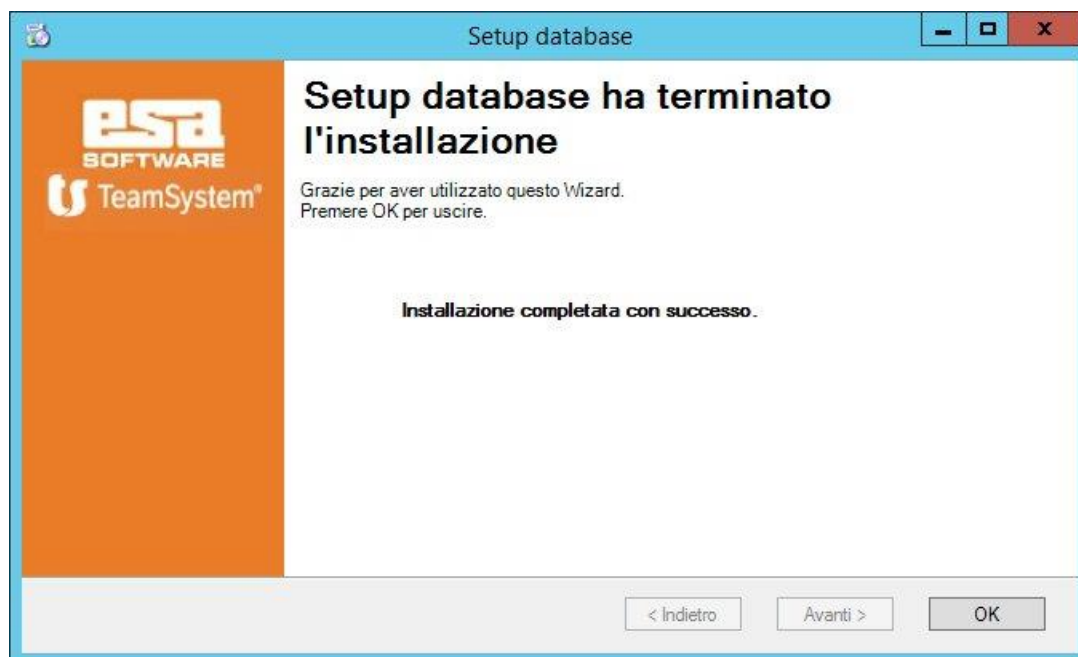 Setup database
esa
SOFTWARE
TeamSystem®
Setup database ha terminato
l'installazione
Grazie per aver utilizzato questo Wizard.
Premere OK per uscire.
Installazione completata con successo.
< Indietro
Avanti >
OK